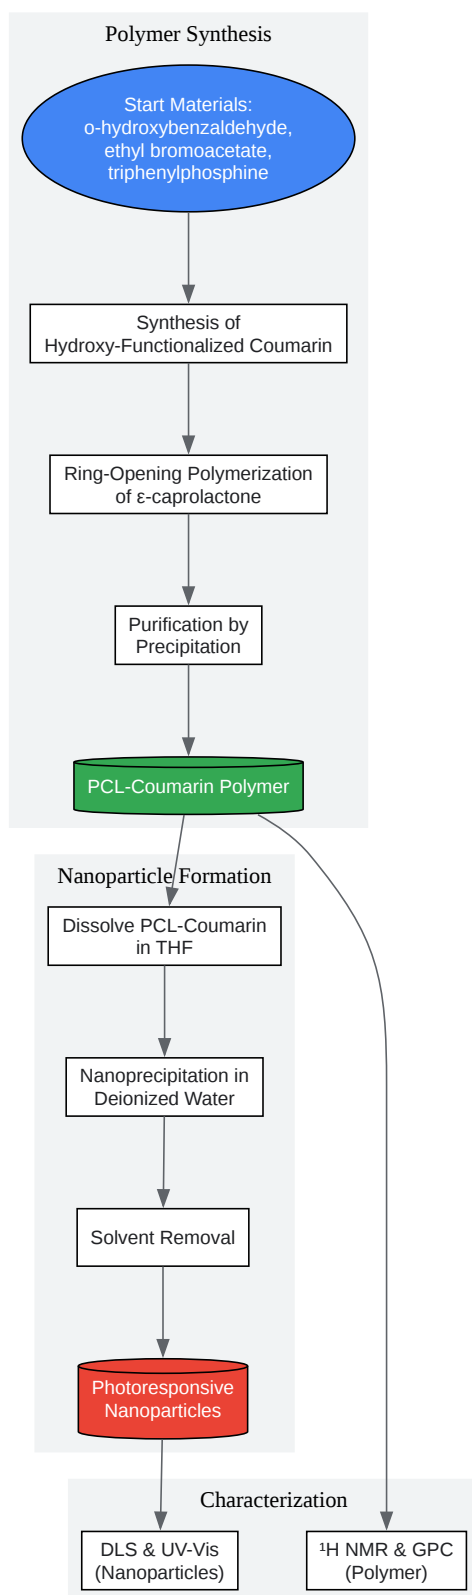 Polymer Synthesis
Start Materials:
o-hydroxybenzaldehyde,
ethyl bromoacetate,
triphenylphosphine
Synthesis of
Hydroxy-Functionalized Coumarin
Ring-Opening Polymerization
of ε-caprolactone
Purification by
Precipitation
PCL-Coumarin Polymer
Nanoparticle Formation
Dissolve PCL-Coumarin
in THF
Nanoprecipitation in
Deionized Water
Solvent Removal
Photoresponsive
Nanoparticles
Characterization
DLS & UV-Vis
(Nanoparticles)
¹H NMR & GPC
(Polymer)